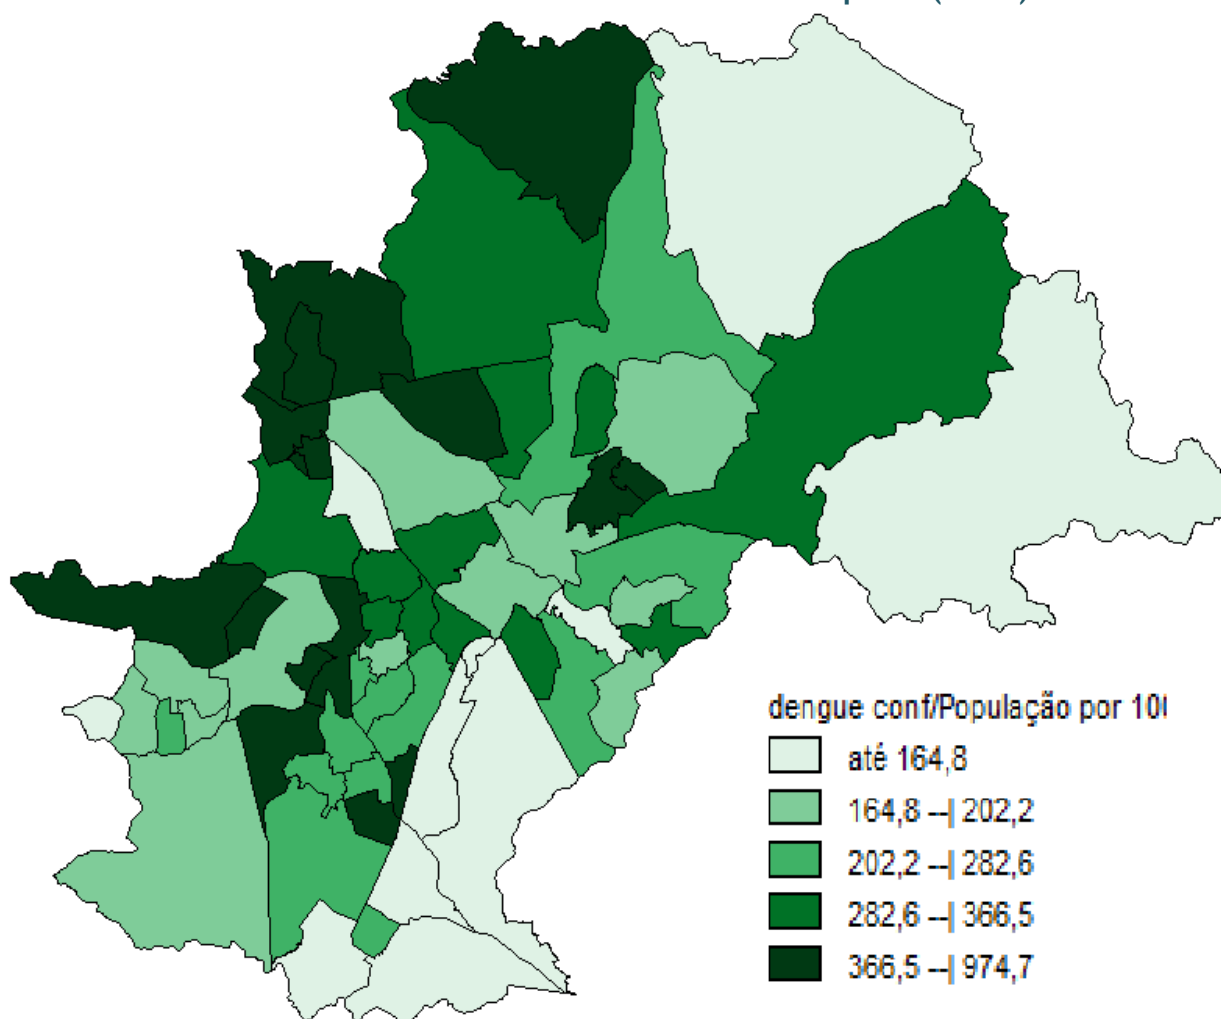 dengue conf/População por 10
até 164,8
164,8 --| 202,2
202,2 --| 282,6
282,6 --| 366,5
366,5 --| 974,7